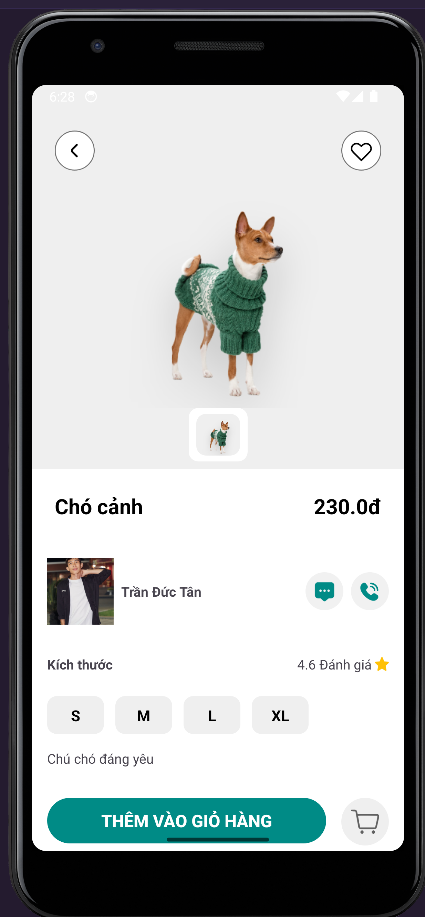 6:28
Chó cảnh
230.0đ
Trần Đức Tân
Kích thước
4.6 Đánh giá
S
M
L
XL
Chú chó đáng yêu
THÊM VÀO GIỎ HÀNG